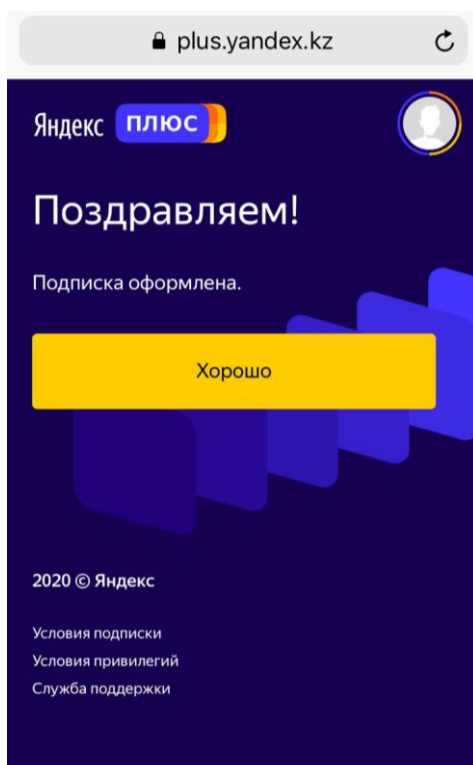 plus.yandex.kz
Яндекс плюс
Поздравляем!
Подписка оформлена.
Хорошо
2020 © Яндекс
Условия подписки
Условия привилегий
Служба поддержки